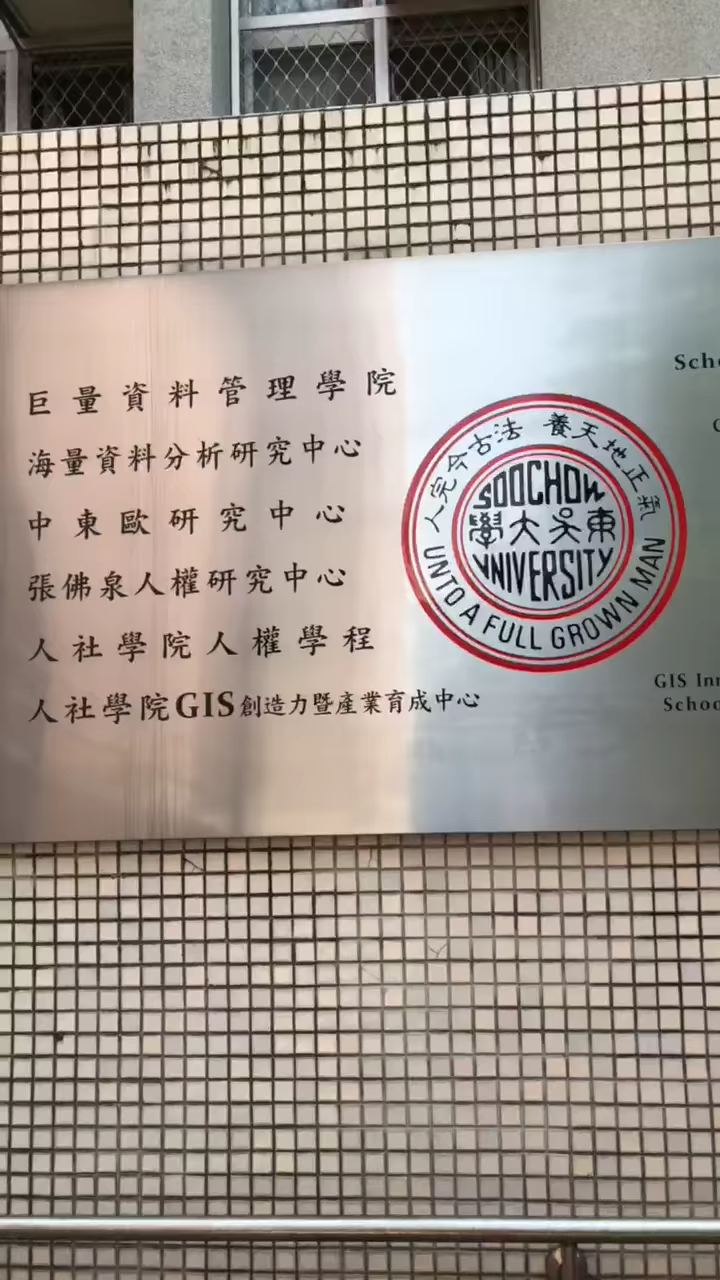 巨量資料管理學院
海量資料分析研究中心
中東歐研究中心
張佛泉人權研究中心
人社學院人權學程
人社學院GIS創造力暨產業育成中心
養天地正氣 法古今完人
SOOCHOW
東吳大學
UNIVERSITY
UNTO A FULL GROWN MAN
GIS